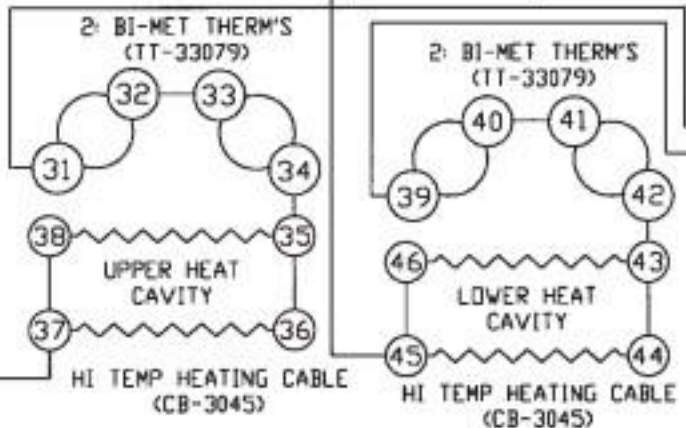 2: BI-MET THERM'S
(TT-33079)
32
33
31
34
38
35
UPPER HEAT
CAVITY
37
36
HI TEMP HEATING CABLE
(CB-3045)
2: BI-MET THERM'S
(TT-33079)
40
41
39
42
46
43
LOWER HEAT
CAVITY
45
44
HI TEMP HEATING CABLE
(CB-3045)